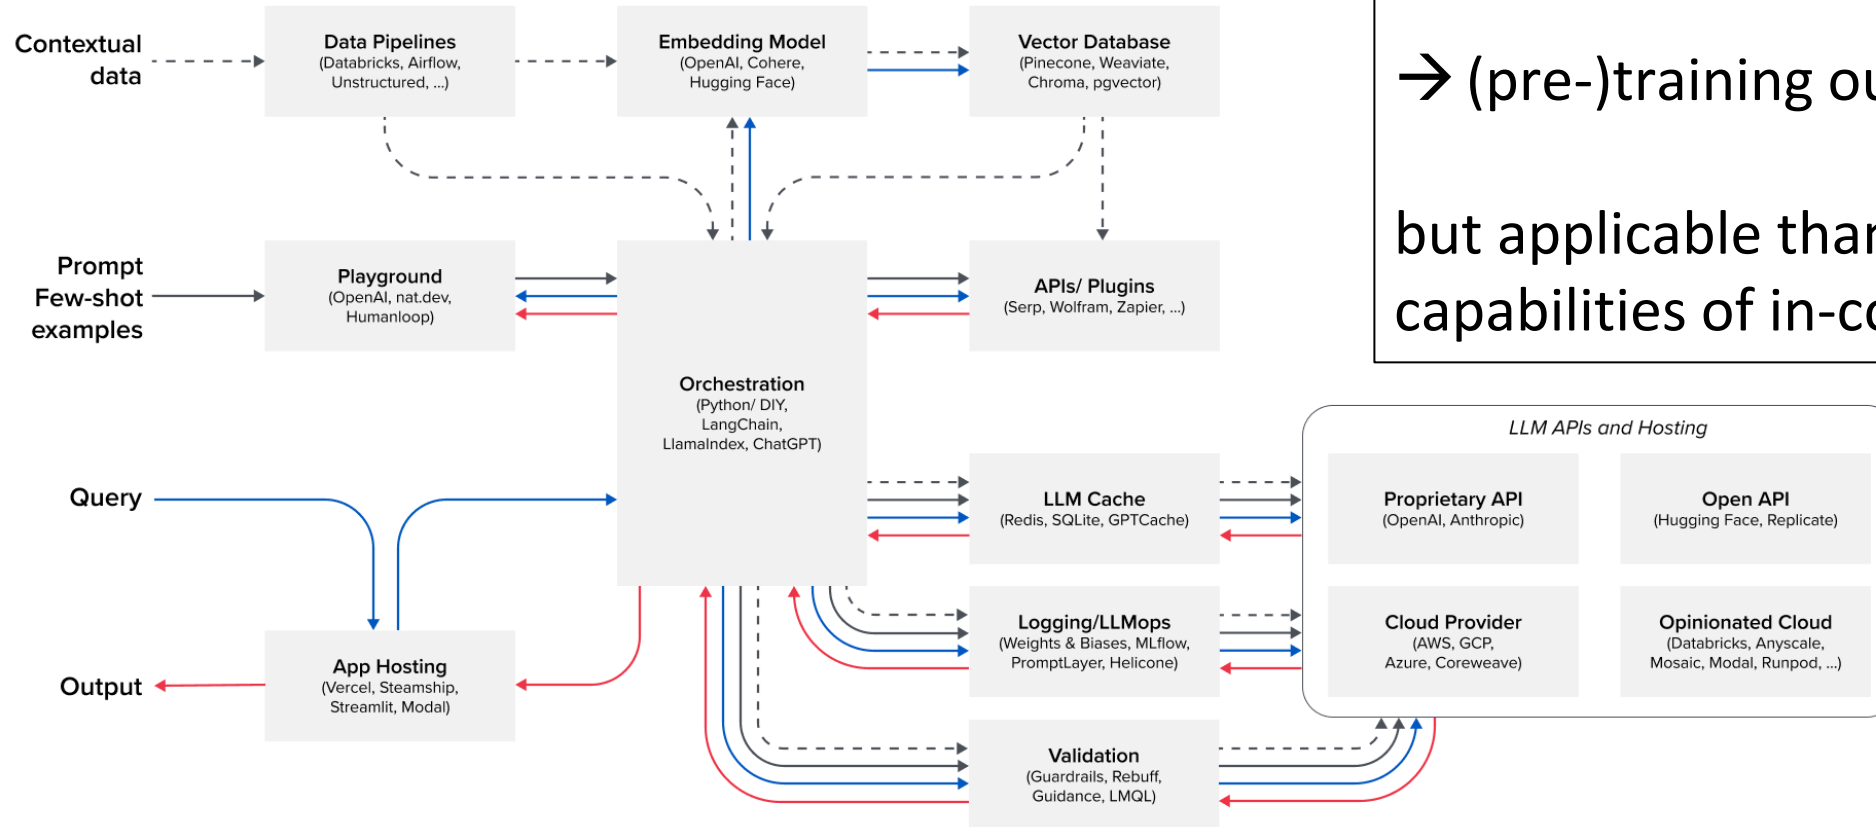 Contextual
data
Data Pipelines
(Databricks, Airflow,
Unstructured, ...)
Embedding Model
(OpenAI, Cohere,
Hugging Face)
Vector Database
(Pinecone, Weaviate,
Chroma, pgvector)
→ (pre-)training
but applicable
capabilities of
Prompt
Few-shot
examples
Playground
(OpenAI, nat.dev,
Humanloop)
APIs/ Plugins
(Serp, Wolfram, Zapier, ...)
Orchestration
(Python/ DIY,
LangChain,
LlamaIndex, ChatGPT)
Query
LLM Cache
(Redis, SQLite, GPTCache)
LLM APIs and Hosting
Proprietary API
(OpenAI, Anthropic)
Open API
(Hugging Face, Replicate)
Output
App Hosting
(Vercel, Steamship,
Streamlit, Modal)
Logging/LLMops
(Weights & Biases, MLflow,
PromptLayer, Helicone)
Cloud Provider
(AWS, GCP,
Azure, Coreweave)
Opinionated Cloud
(Databricks, Anyscale,
Mosaic, Modal, Runpod, ...)
Validation
(Guardrails, Rebuff,
Guidance, LMQL)